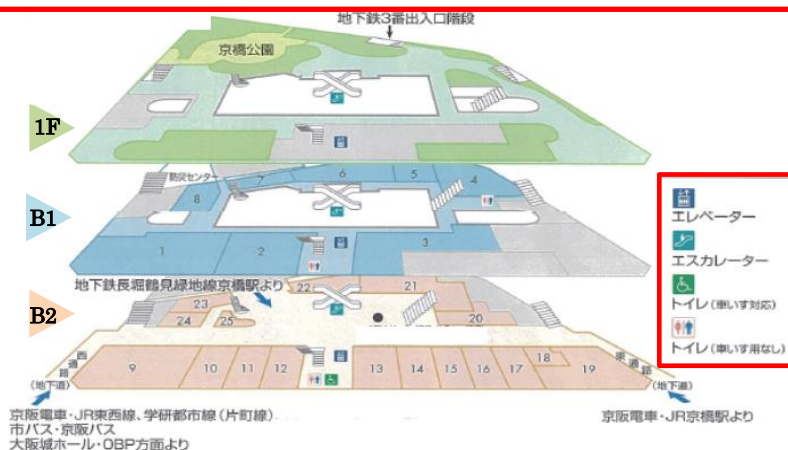 地下鉄3番出入口階段
京橋公園
1F
防災センター
7
6
5
4
8
B1
1
2
3
地下鉄長堀鶴見緑地線京橋駅より
22
21
23
B2
24
25
20
9
10
11
12
13
14
15
16
17
18
19
西通路
(地下道)
東通路
(地下道)
京阪電車・JR東西線、学研都市線(片町線)
市バス・京阪バス
大阪城ホール・OBP方面より
京阪電車・JR京橋駅より
エレベーター
エスカレーター
トイレ(車いす対応)
トイレ(車いす用なし)